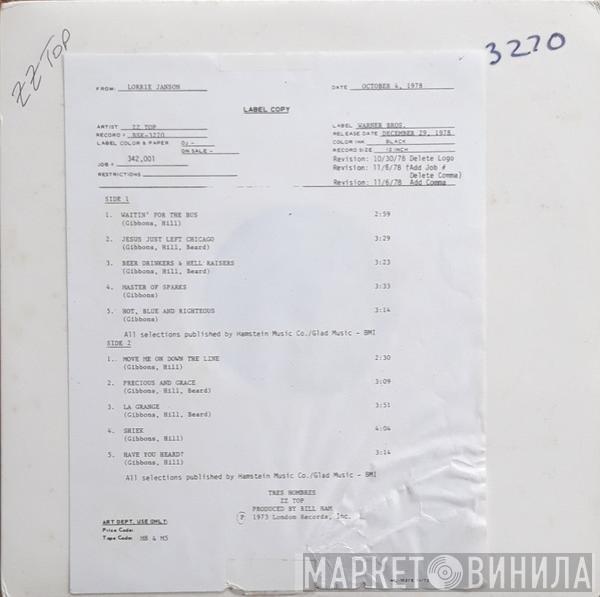 ZZ TOP
3270
FROM: LORRIE JANSON
DATE OCTOBER 4, 1978
LABEL COPY
ARTIST ZZ TOP
LABEL WARNER BROS.
RECORD # BSK-3270
RELEASE DATE DECEMBER 29, 1978
LABEL COLOR & PAPER DJ -
COLOR INK BLACK
ON SALE -
RECORD SIZE 12 INCH
JOB # 342,001
Revision: 10/30/78 Delete Logo
Revision: 11/8/78 (Add Job #
Delete Comma)
RESTRICTIONS
Revision: 11/6/78 Add Comma
SIDE 1
1. WAITIN' FOR THE BUS 2:59
(Gibbons, Hill)
2. JESUS JUST LEFT CHICAGO 3:29
(Gibbons, Hill, Beard)
3. BEER DRINKERS & HELL RAISERS 3:23
(Gibbons, Hill, Beard)
4. MASTER OF SPARKS 3:33
(Gibbons)
5. HOT, BLUE AND RIGHTEOUS 3:14
(Gibbons)
All selections published by Hamstein Music Co./Glad Music - BMI
SIDE 2
1. MOVE ME ON DOWN THE LINE 2:30
(Gibbons, Hill)
2. PRECIOUS AND GRACE 3:09
(Gibbons, Hill, Beard)
3. LA GRANGE 3:51
(Gibbons, Hill, Beard)
4. SHIEK 4:04
(Gibbons, Hill)
5. HAVE YOU HEARD? 3:14
(Gibbons, Hill)
All selections published by Hamstein Music Co./Glad Music - BMI
TRES HOMBRES
ZZ TOP
PRODUCED BY BILL HAM
(P) 1973 London Records, Inc.
ART DEPT. USE ONLY:
Price Code:
Tape Code: M8 & M5
МАРКЕТ ВИНИЛА